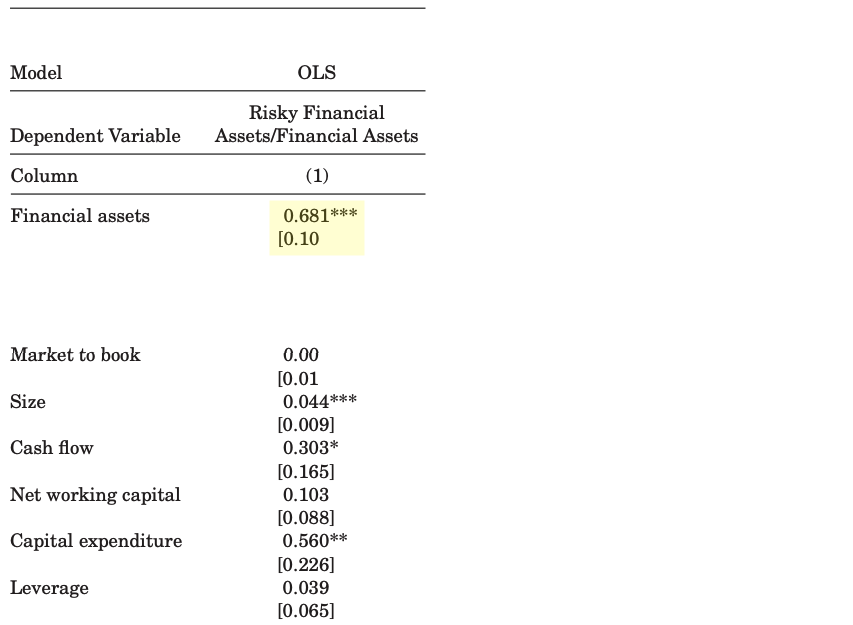 Model OLS
Risky Financial
Dependent Variable Assets/Financial Assets
Column (1)
Financial assets 0.681***
[0.10
Market to book 0.00
[0.01
Size 0.044***
[0.009]
Cash flow 0.303*
[0.165]
Net working capital 0.103
[0.088]
Capital expenditure 0.560**
[0.226]
Leverage 0.039
[0.065]